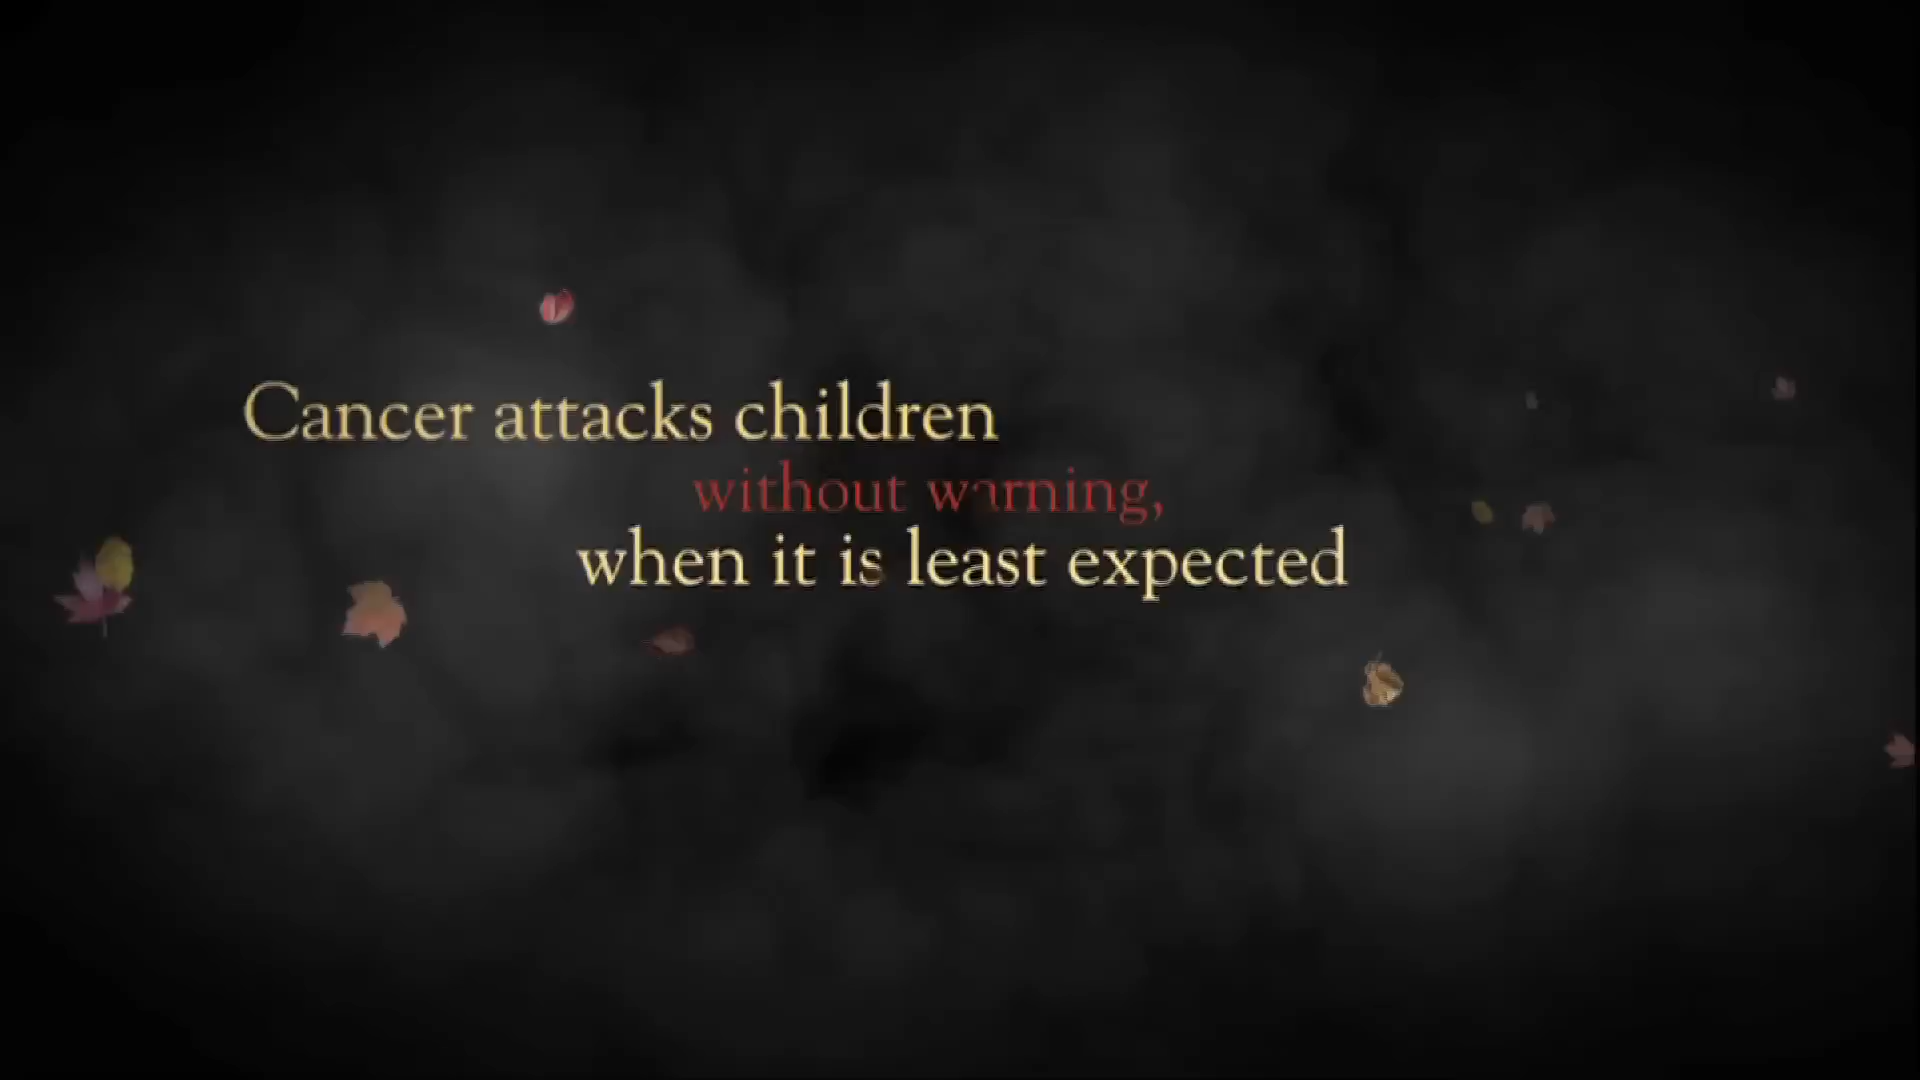 Cancer attacks children
without warning,
when it is least expected